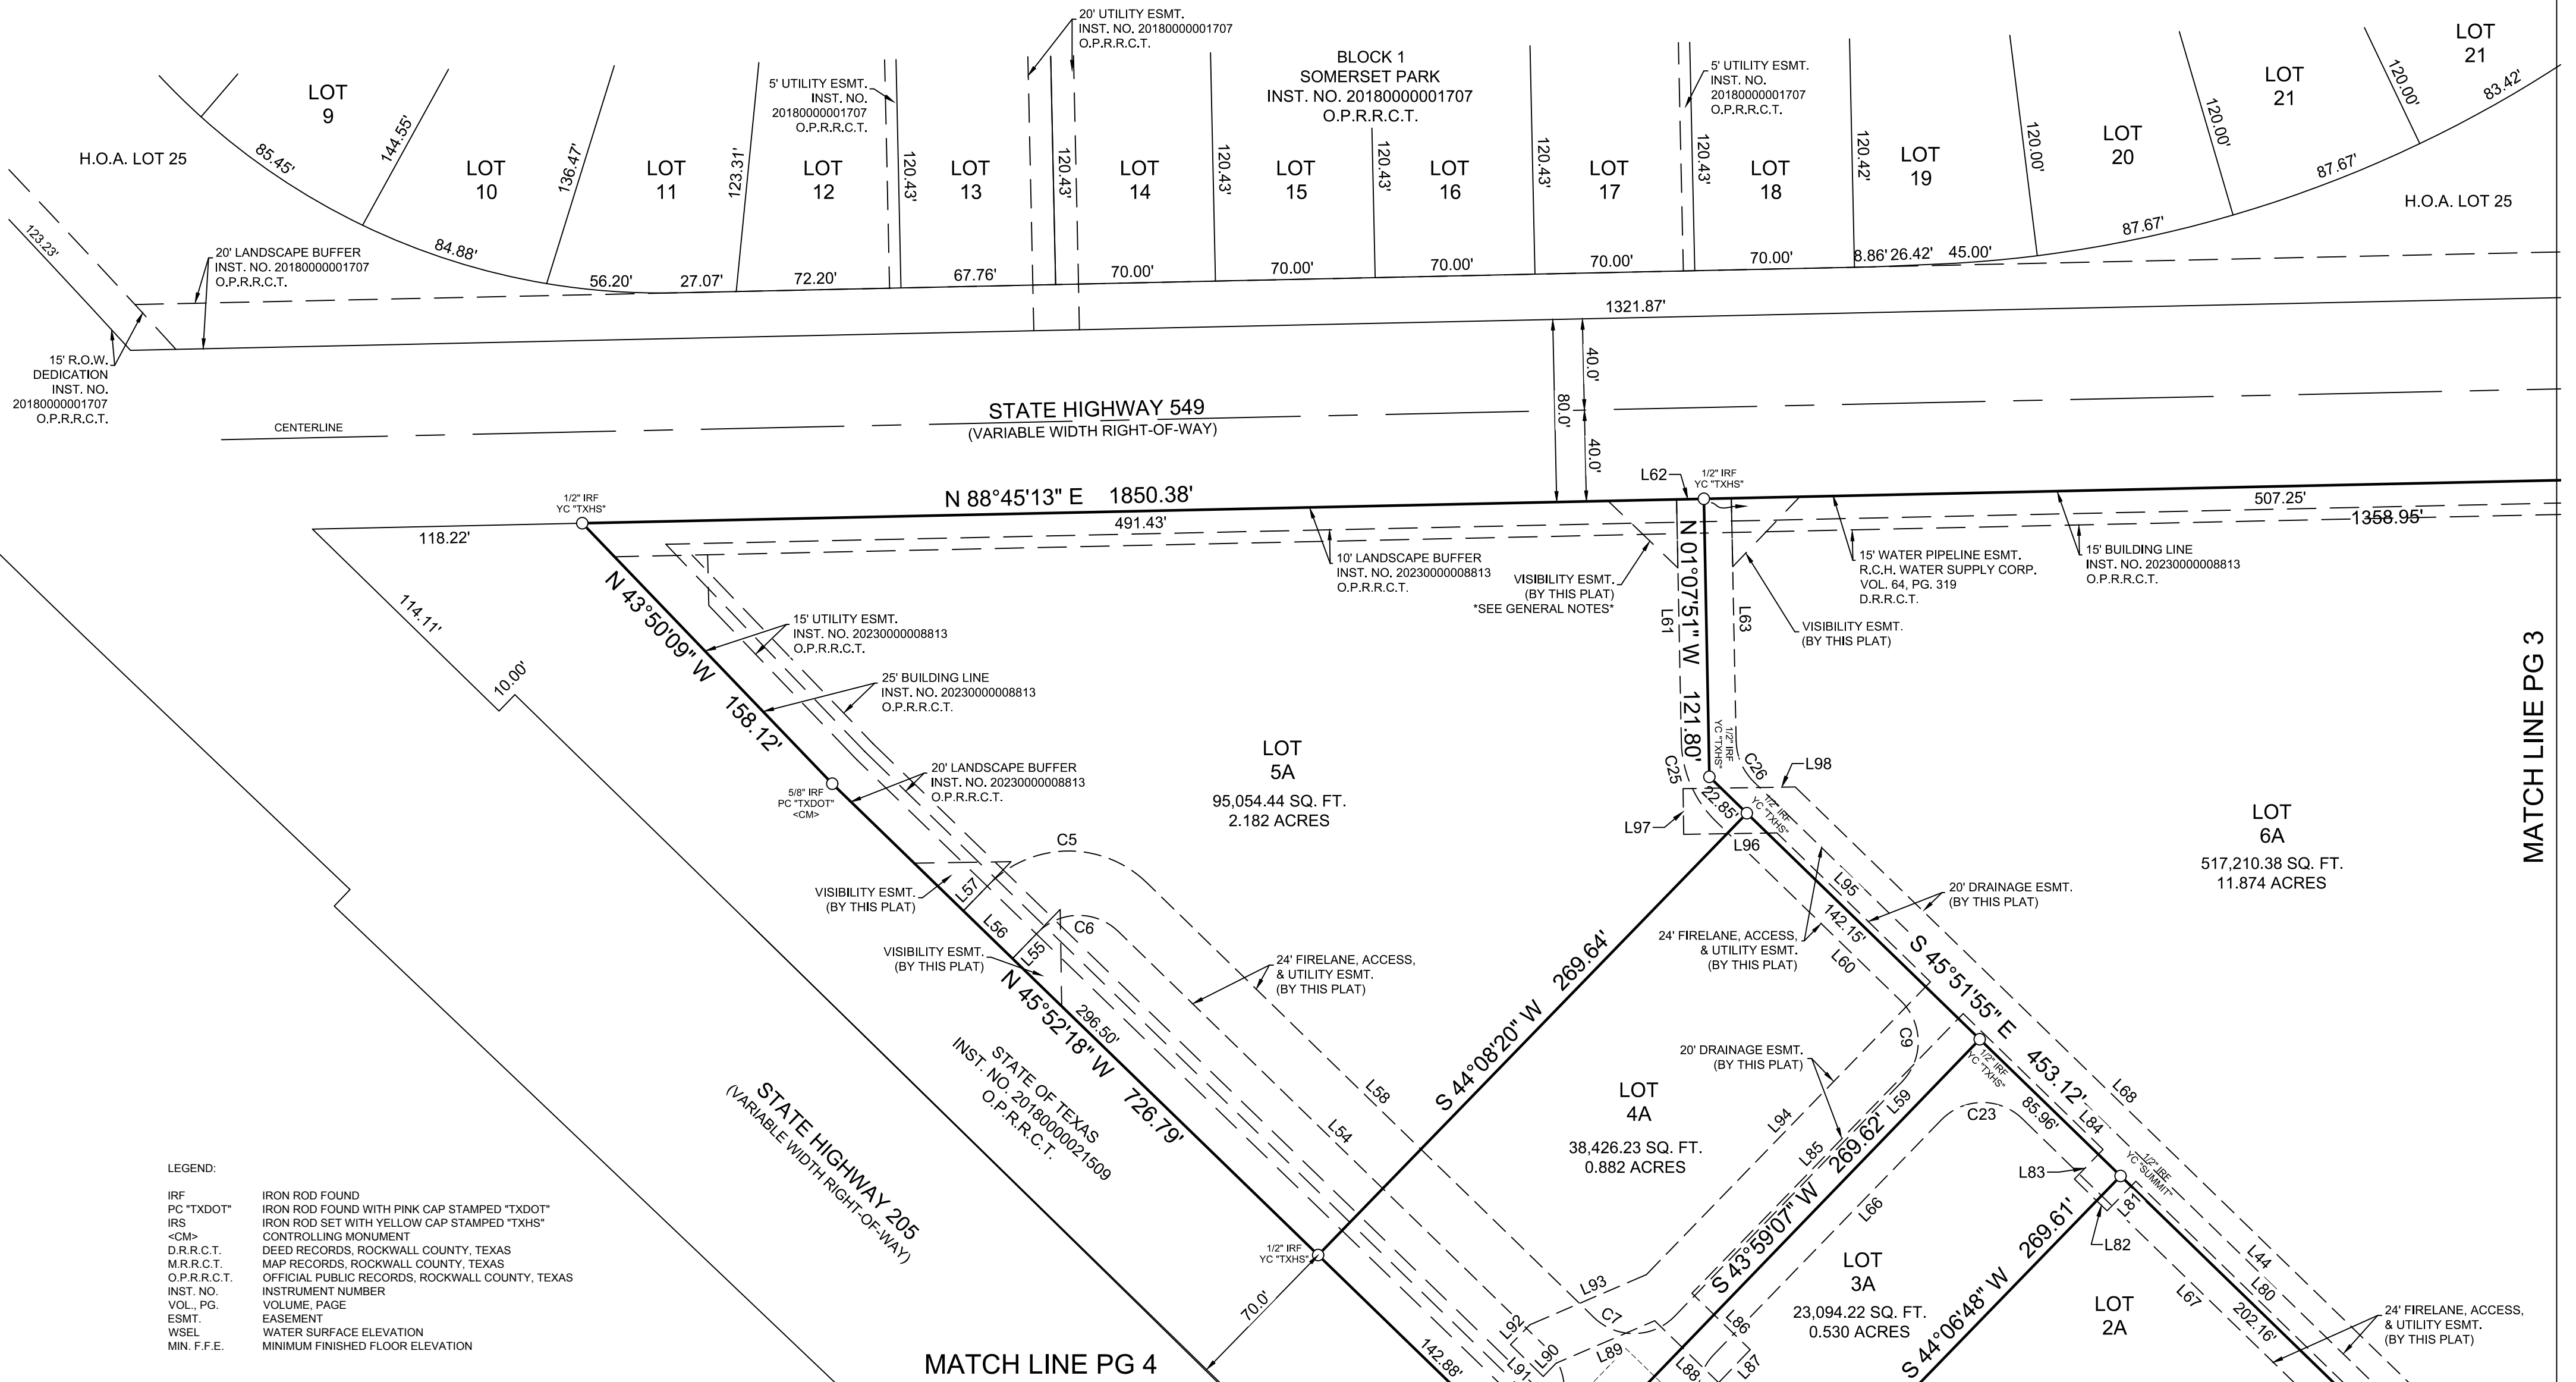 20' UTILITY ESMT.
INST. NO. 20180000001707
O.P.R.R.C.T.
BLOCK 1
SOMERSET PARK
INST. NO. 20180000001707
O.P.R.R.C.T.
5' UTILITY ESMT.
INST. NO.
20180000001707
O.P.R.R.C.T.
5' UTILITY ESMT.
INST. NO.
20180000001707
O.P.R.R.C.T.
H.O.A. LOT 25
LOT
9
LOT
10
LOT
11
LOT
12
LOT
13
LOT
14
LOT
15
LOT
16
LOT
17
LOT
18
LOT
19
LOT
20
LOT
21
LOT
21
H.O.A. LOT 25
85.45'
144.55'
136.47'
123.31'
120.43'
120.43'
120.43'
120.43'
120.43'
120.43'
120.42'
120.00'
120.00'
120.00'
83.42'
123.23'
84.88'
56.20'
27.07'
72.20'
67.76'
70.00'
70.00'
70.00'
70.00'
70.00'
8.86'
26.42'
45.00'
87.67'
87.67'
20' LANDSCAPE BUFFER
INST. NO. 20180000001707
O.P.R.R.C.T.
15' R.O.W.
DEDICATION
INST. NO.
20180000001707
O.P.R.R.C.T.
1321.87'
40.0'
80.0'
40.0'
STATE HIGHWAY 549
(VARIABLE WIDTH RIGHT-OF-WAY)
CENTERLINE
1/2" IRF
YC "TXHS"
N 88°45'13" E 1850.38'
L62
1/2" IRF
YC "TXHS"
118.22'
491.43'
507.25'
1358.95'
10' LANDSCAPE BUFFER
INST. NO. 20230000008813
O.P.R.R.C.T.
VISIBILITY ESMT.
(BY THIS PLAT)
*SEE GENERAL NOTES*
15' WATER PIPELINE ESMT.
R.C.H. WATER SUPPLY CORP.
VOL. 64, PG. 319
D.R.R.C.T.
15' BUILDING LINE
INST. NO. 20230000008813
O.P.R.R.C.T.
VISIBILITY ESMT.
(BY THIS PLAT)
N 01°07'51" W 121.80'
L61
L63
114.11'
10.00'
N 43°50'09" W 158.12'
15' UTILITY ESMT.
INST. NO. 20230000008813
O.P.R.R.C.T.
25' BUILDING LINE
INST. NO. 20230000008813
O.P.R.R.C.T.
20' LANDSCAPE BUFFER
INST. NO. 20230000008813
O.P.R.R.C.T.
5/8" IRF
PC "TXDOT"
<CM>
LOT
5A
95,054.44 SQ. FT.
2.182 ACRES
1/2" IRF
YC "TXHS"
C25
C26
L98
22.85'
1/2" IRF
YC "TXHS"
L97
L96
LOT
6A
517,210.38 SQ. FT.
11.874 ACRES
MATCH LINE PG 3
C5
C6
L57
L56
L55
VISIBILITY ESMT.
(BY THIS PLAT)
VISIBILITY ESMT.
(BY THIS PLAT)
24' FIRELANE, ACCESS,
& UTILITY ESMT.
(BY THIS PLAT)
24' FIRELANE, ACCESS,
& UTILITY ESMT.
(BY THIS PLAT)
20' DRAINAGE ESMT.
(BY THIS PLAT)
L95
142.15'
L60
S 45°51'55" E 453.12'
N 45°52'18" W 726.79'
296.50'
S 44°08'20" W 269.64'
C9
20' DRAINAGE ESMT.
(BY THIS PLAT)
1/2" IRF
YC "TXHS"
STATE OF TEXAS
INST. NO. 20180000021509
O.P.R.R.C.T.
STATE HIGHWAY 205
(VARIABLE WIDTH RIGHT-OF-WAY)
L58
L54
LOT
4A
38,426.23 SQ. FT.
0.882 ACRES
L94
L85
L59
S 43°59'07" W 269.62'
C23
L66
85.96'
L84
L68
L83
1/2" IRF
YC "SUMMIT"
L81
L82
S 44°06'48" W 269.61'
1/2" IRF
YC "TXHS"
70.0'
142.88'
L93
C7
L92
L90
L91
L89
L86
L87
L88
LOT
3A
23,094.22 SQ. FT.
0.530 ACRES
LOT
2A
L44
L80
L67
202.16'
24' FIRELANE, ACCESS,
& UTILITY ESMT.
(BY THIS PLAT)
MATCH LINE PG 4
LEGEND:
IRF IRON ROD FOUND
PC "TXDOT" IRON ROD FOUND WITH PINK CAP STAMPED "TXDOT"
IRS IRON ROD SET WITH YELLOW CAP STAMPED "TXHS"
<CM> CONTROLLING MONUMENT
D.R.R.C.T. DEED RECORDS, ROCKWALL COUNTY, TEXAS
M.R.R.C.T. MAP RECORDS, ROCKWALL COUNTY, TEXAS
O.P.R.R.C.T. OFFICIAL PUBLIC RECORDS, ROCKWALL COUNTY, TEXAS
INST. NO. INSTRUMENT NUMBER
VOL., PG. VOLUME, PAGE
ESMT. EASEMENT
WSEL WATER SURFACE ELEVATION
MIN. F.F.E. MINIMUM FINISHED FLOOR ELEVATION